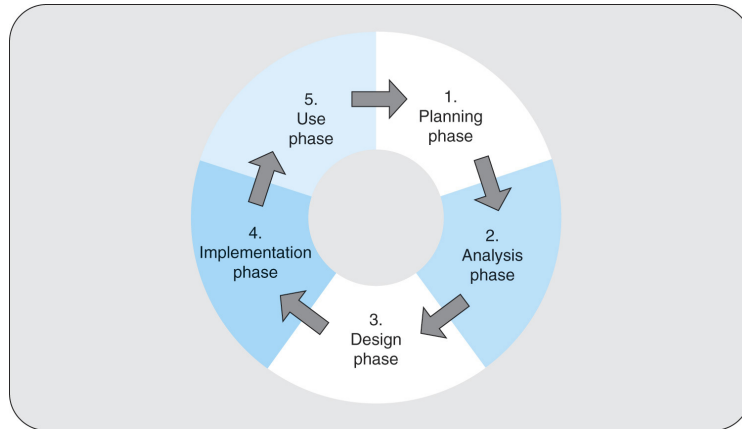 1.
Planning
phase
2.
Analysis
phase
3.
Design
phase
4.
Implementation
phase
5.
Use
phase